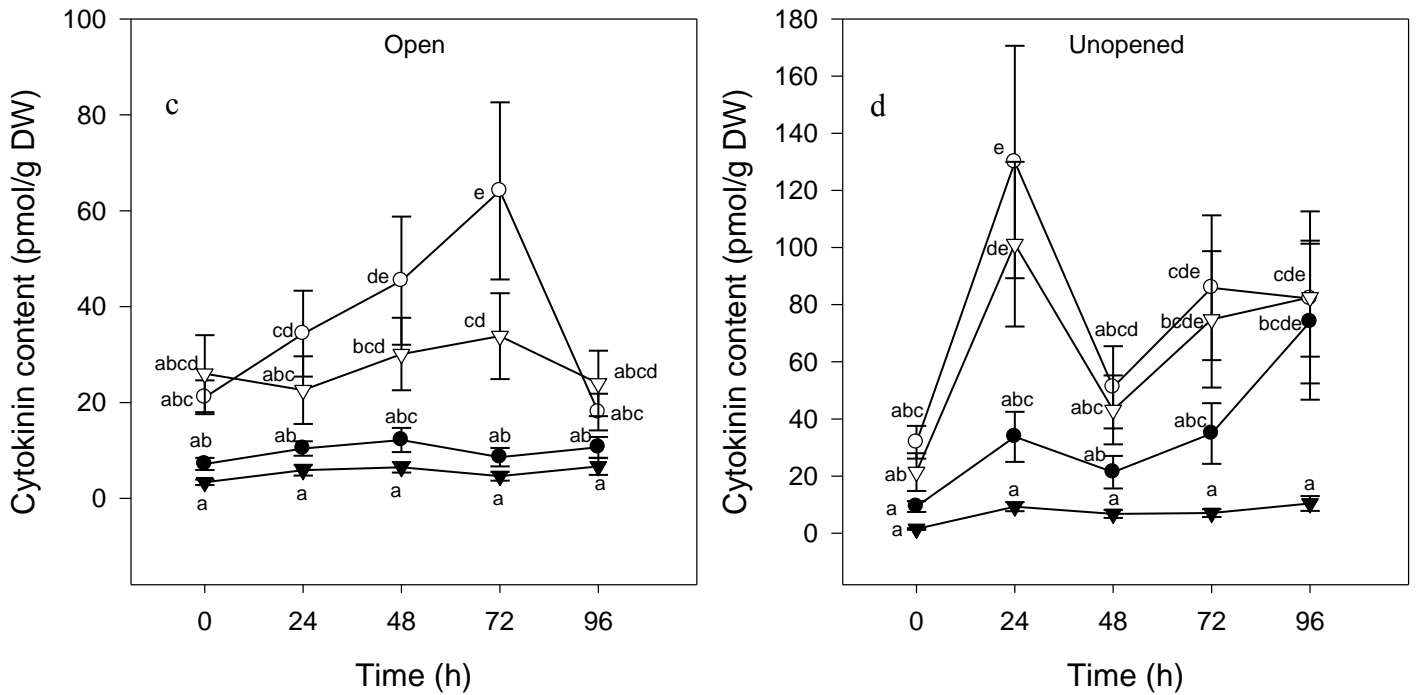 Open
c
Cytokinin content (pmol/g DW)
100
80
60
40
20
0
abcd
abc
cd
abc
de
bcd
e
cd
abcd
abc
ab
ab
abc
ab
ab
a
a
a
a
a
0 24 48 72 96
Time (h)
Unopened
d
Cytokinin content (pmol/g DW)
180
160
140
120
100
80
60
40
20
0
abc
ab
a
a
e
de
abc
a
abcd
abc
ab
a
cde
bcde
abc
a
cde
bcde
a
0 24 48 72 96
Time (h)